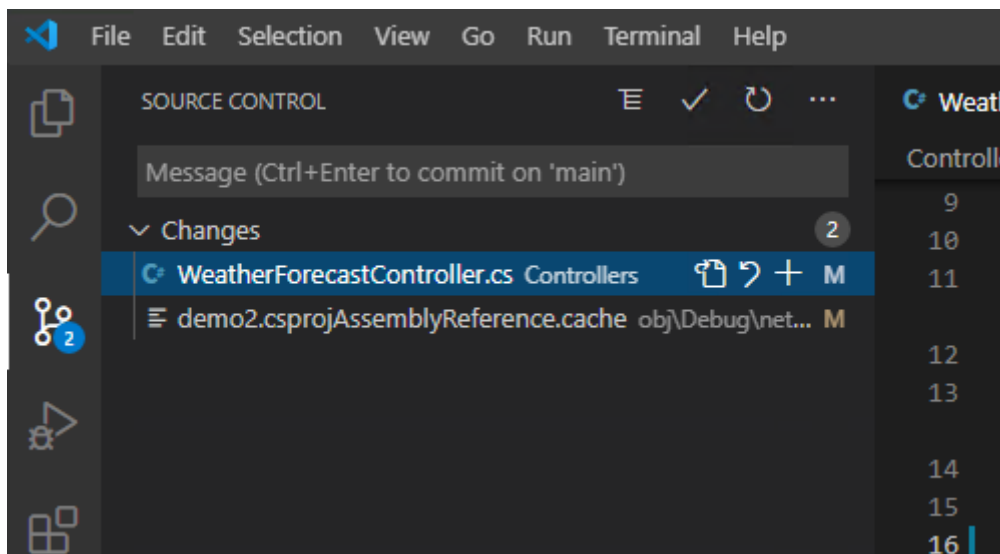 File Edit Selection View Go Run Terminal Help
SOURCE CONTROL
Message (Ctrl+Enter to commit on 'main')
Changes 2
WeatherForecastController.cs Controllers M
demo2.csprojAssemblyReference.cache obj\Debug\net... M
2
C# Weat
Controll
9
10
11
12
13
14
15
16